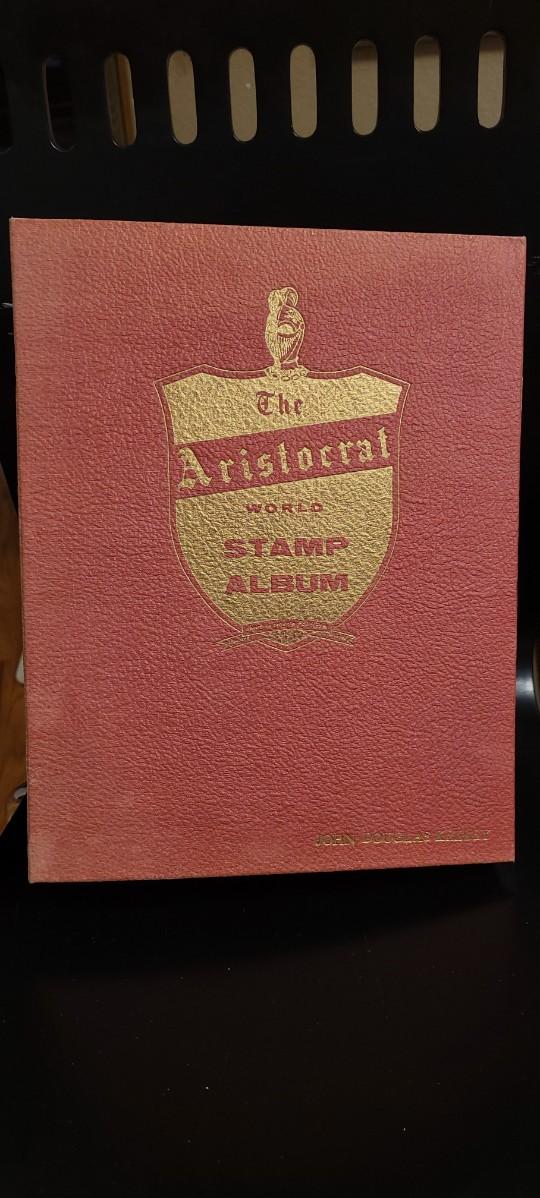 The
Aristocrat
WORLD
STAMP
ALBUM
JOHN DOUGLAS